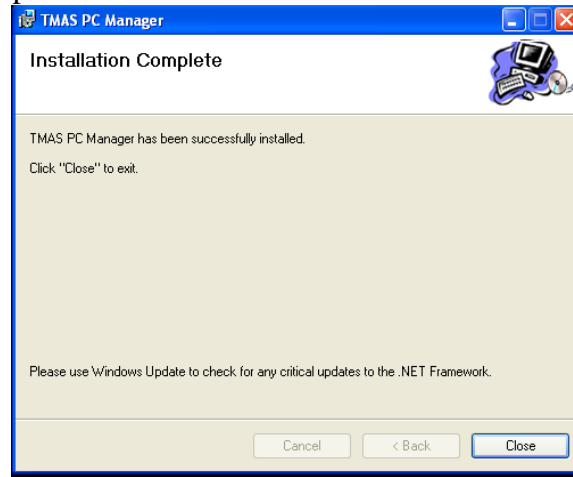 TMAS PC Manager
Installation Complete
TMAS PC Manager has been successfully installed.
Click "Close" to exit.
Please use Windows Update to check for any critical updates to the .NET Framework.
Cancel
< Back
Close